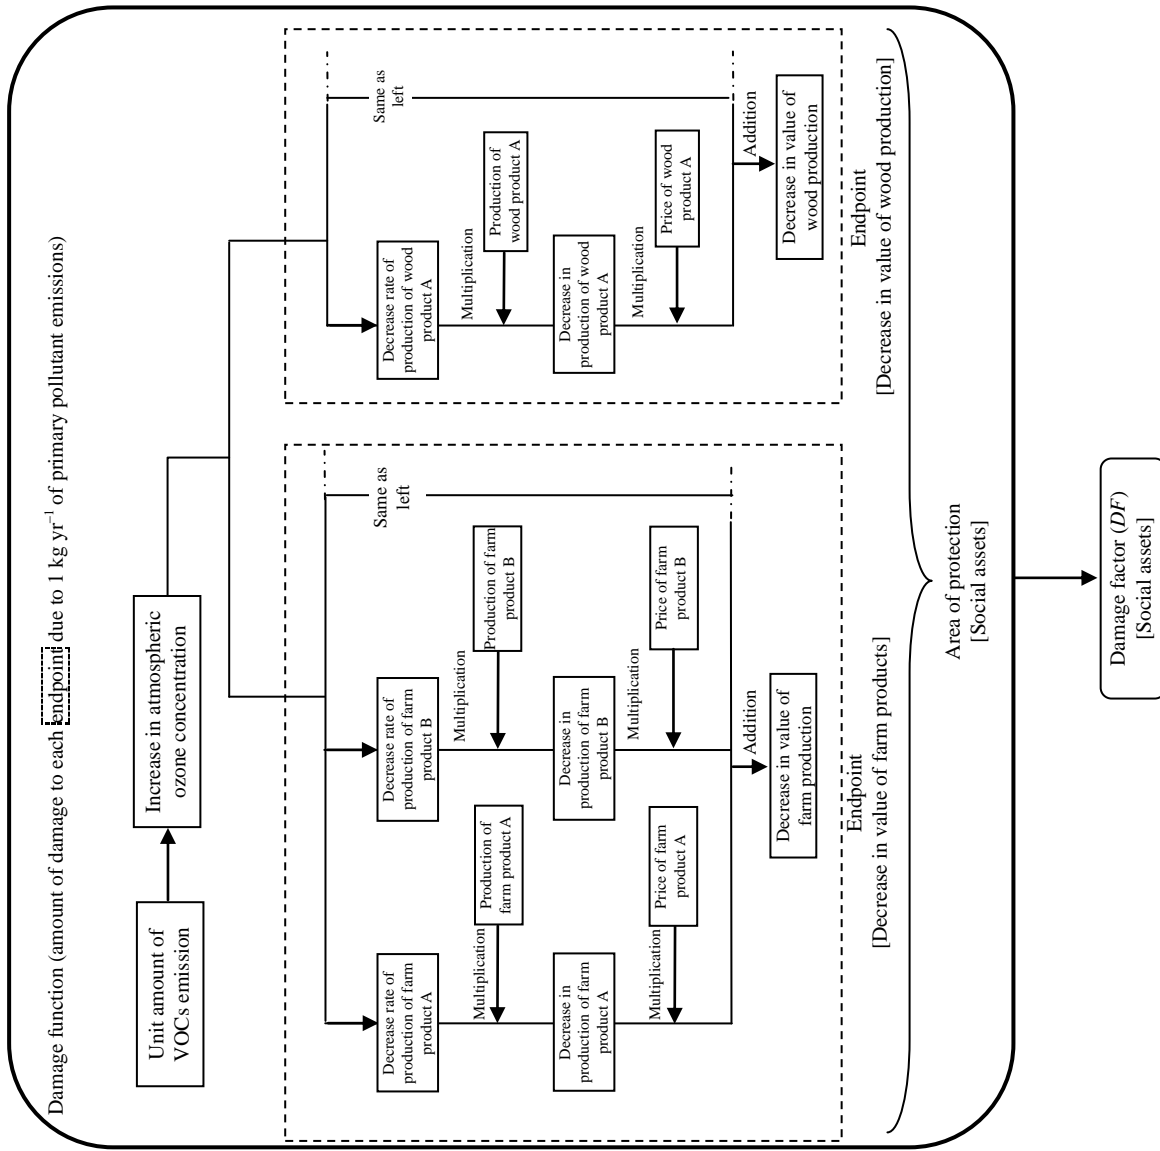 Damage function (amount of damage to each endpoint due to 1 kg yr⁻¹ of primary pollutant emissions)
Unit amount of
VOCs emission
Increase in atmospheric
ozone concentration
Decrease rate of
production of farm
product A
Multiplication
Production of
farm product A
Decrease in
production of farm
product A
Multiplication
Price of farm
product A
Decrease rate of
production of farm
product B
Multiplication
Production of farm
product B
Decrease in
production of farm
product B
Multiplication
Price of farm
product B
Same as
left
Addition
Decrease in value of
farm production
Endpoint
[Decrease in value of farm products]
Decrease rate of
production of wood
product A
Multiplication
Production of
wood product A
Decrease in
production of wood
product A
Multiplication
Price of wood
product A
Same as
left
Addition
Decrease in value of
wood production
Endpoint
[Decrease in value of wood production]
Area of protection
[Social assets]
Damage factor (DF)
[Social assets]